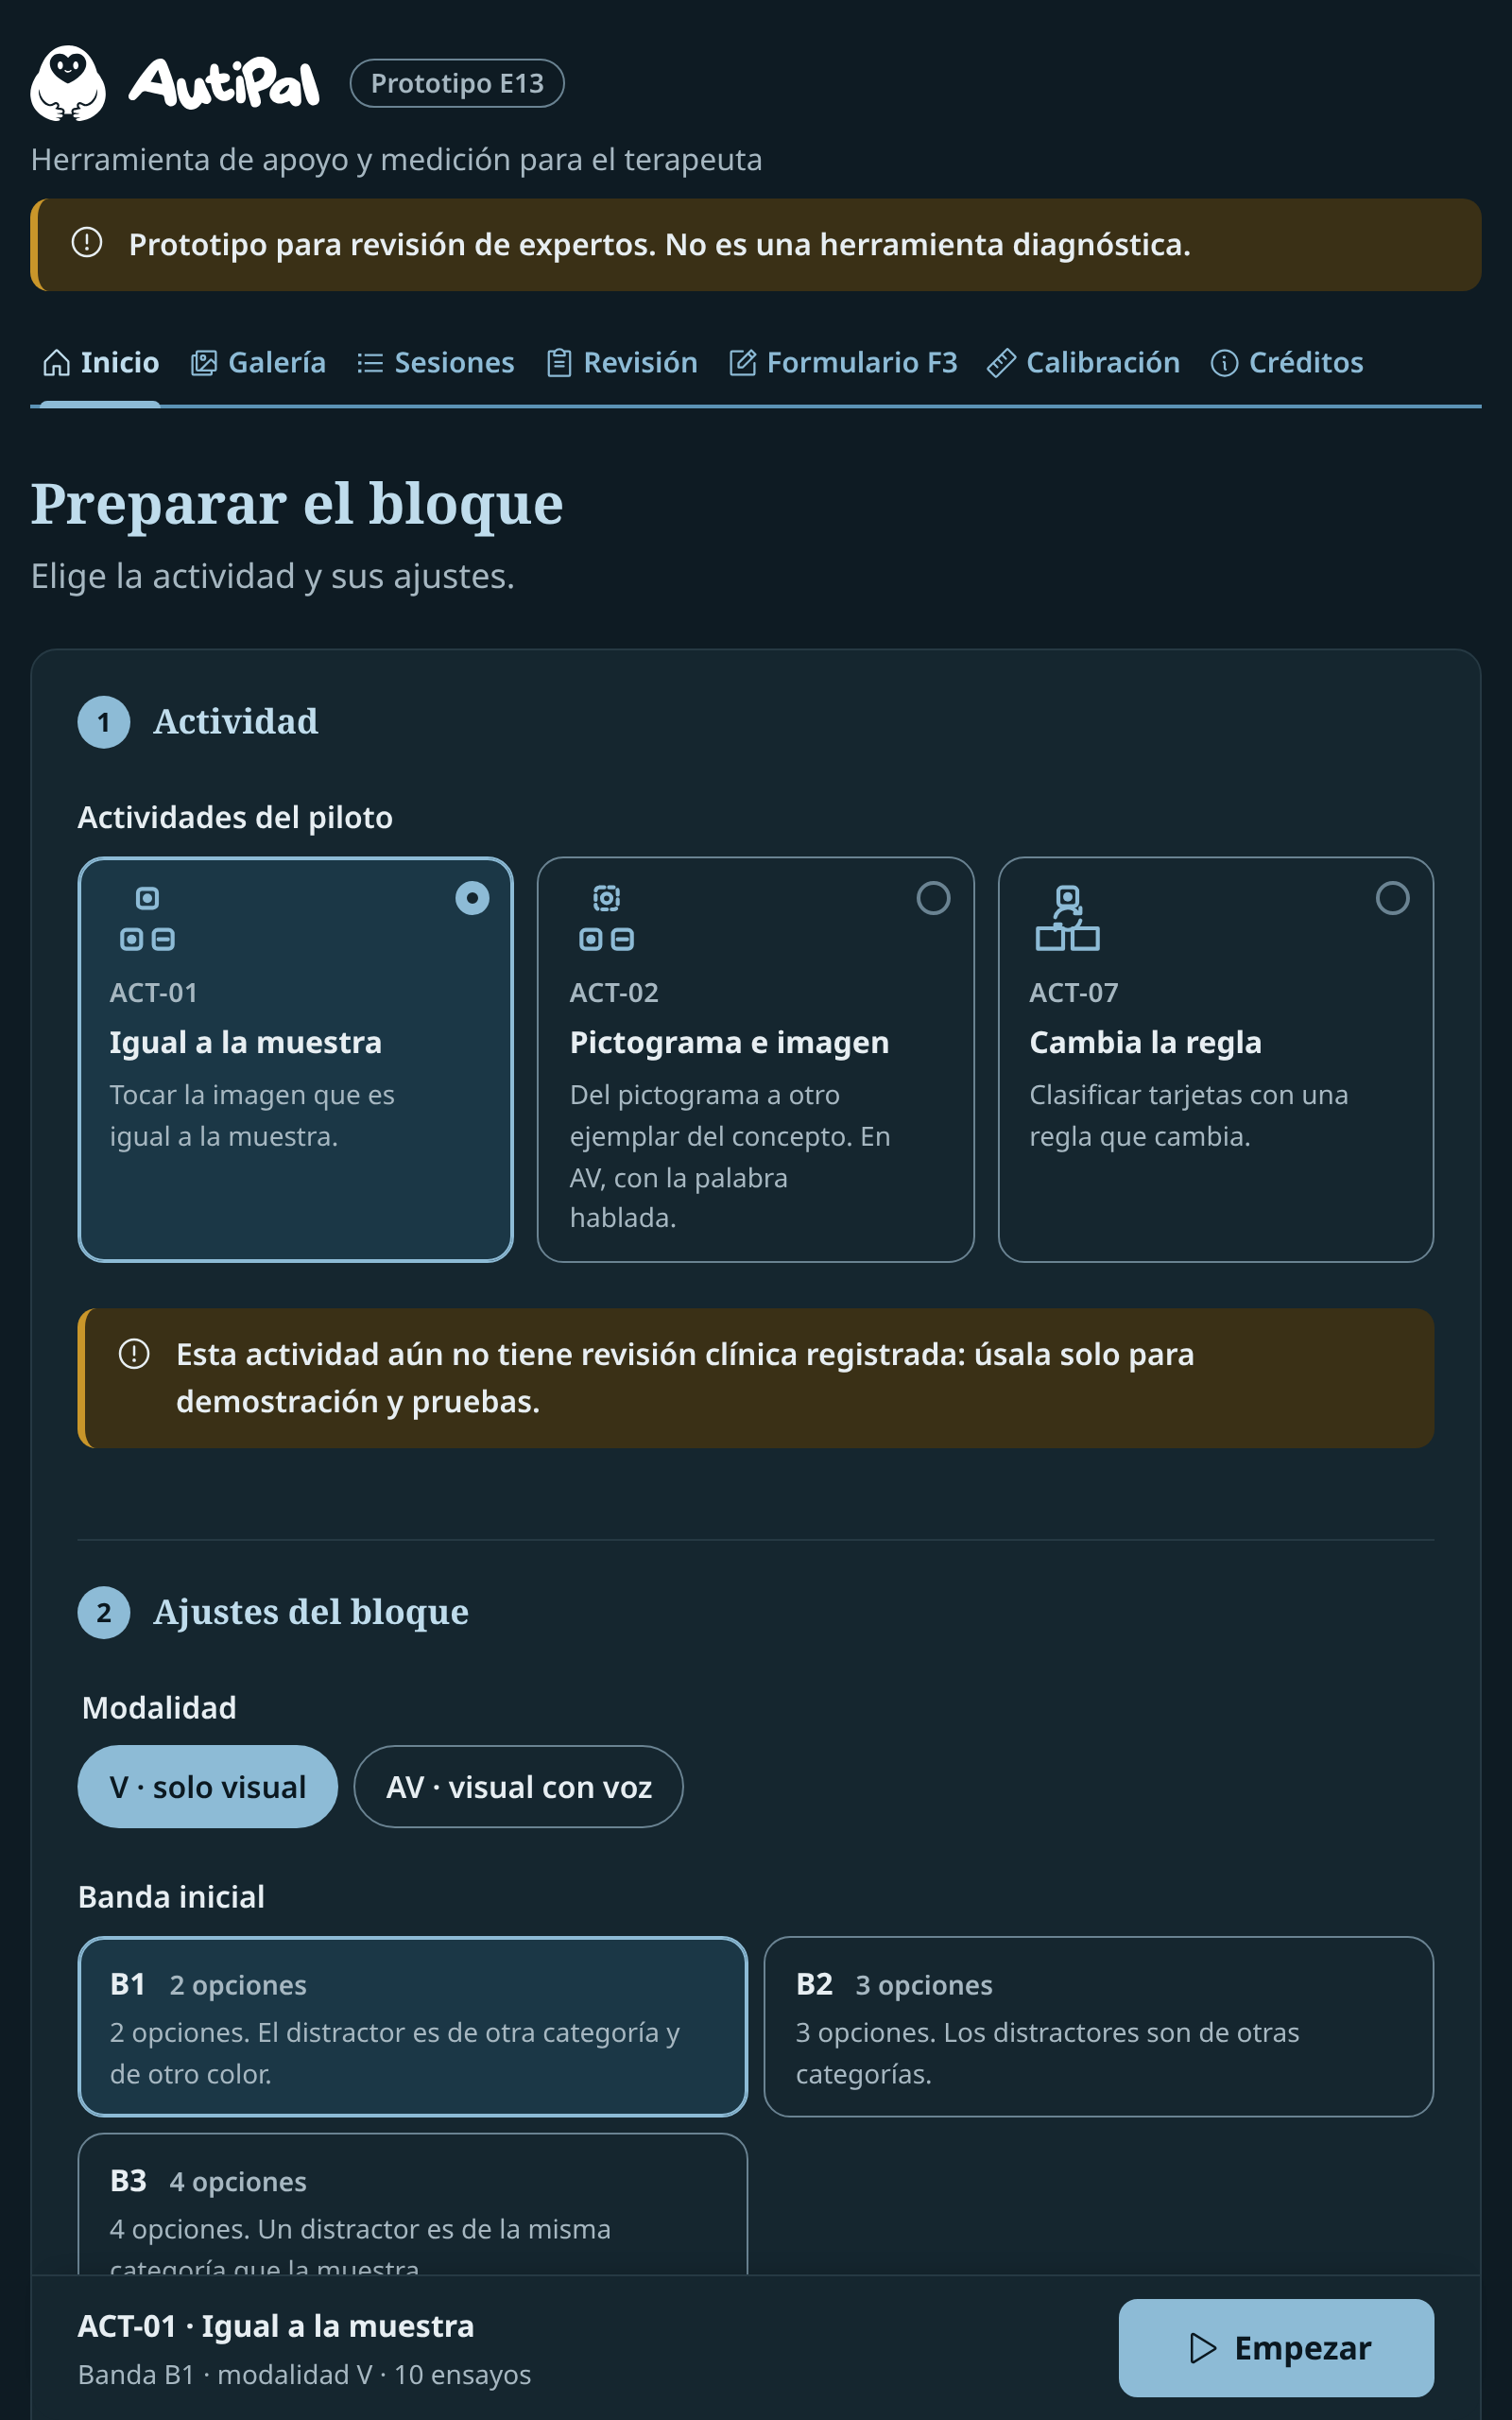 AutiPal
Prototipo E13
Herramienta de apoyo y medición para el terapeuta
Prototipo para revisión de expertos. No es una herramienta diagnóstica.
Inicio
Galería
Sesiones
Revisión
Formulario F3
Calibración
Créditos
Preparar el bloque
Elige la actividad y sus ajustes.
1
Actividad
Actividades del piloto
ACT-01
Igual a la muestra
Tocar la imagen que es
igual a la muestra.
ACT-02
Pictograma e imagen
Del pictograma a otro
ejemplar del concepto. En
AV, con la palabra
hablada.
ACT-07
Cambia la regla
Clasificar tarjetas con una
regla que cambia.
Esta actividad aún no tiene revisión clínica registrada: úsala solo para
demostración y pruebas.
2
Ajustes del bloque
Modalidad
V · solo visual
AV · visual con voz
Banda inicial
B1 2 opciones
2 opciones. El distractor es de otra categoría y
de otro color.
B2 3 opciones
3 opciones. Los distractores son de otras
categorías.
B3 4 opciones
4 opciones. Un distractor es de la misma
categoría que la muestra
ACT-01 · Igual a la muestra
Banda B1 · modalidad V · 10 ensayos
Empezar